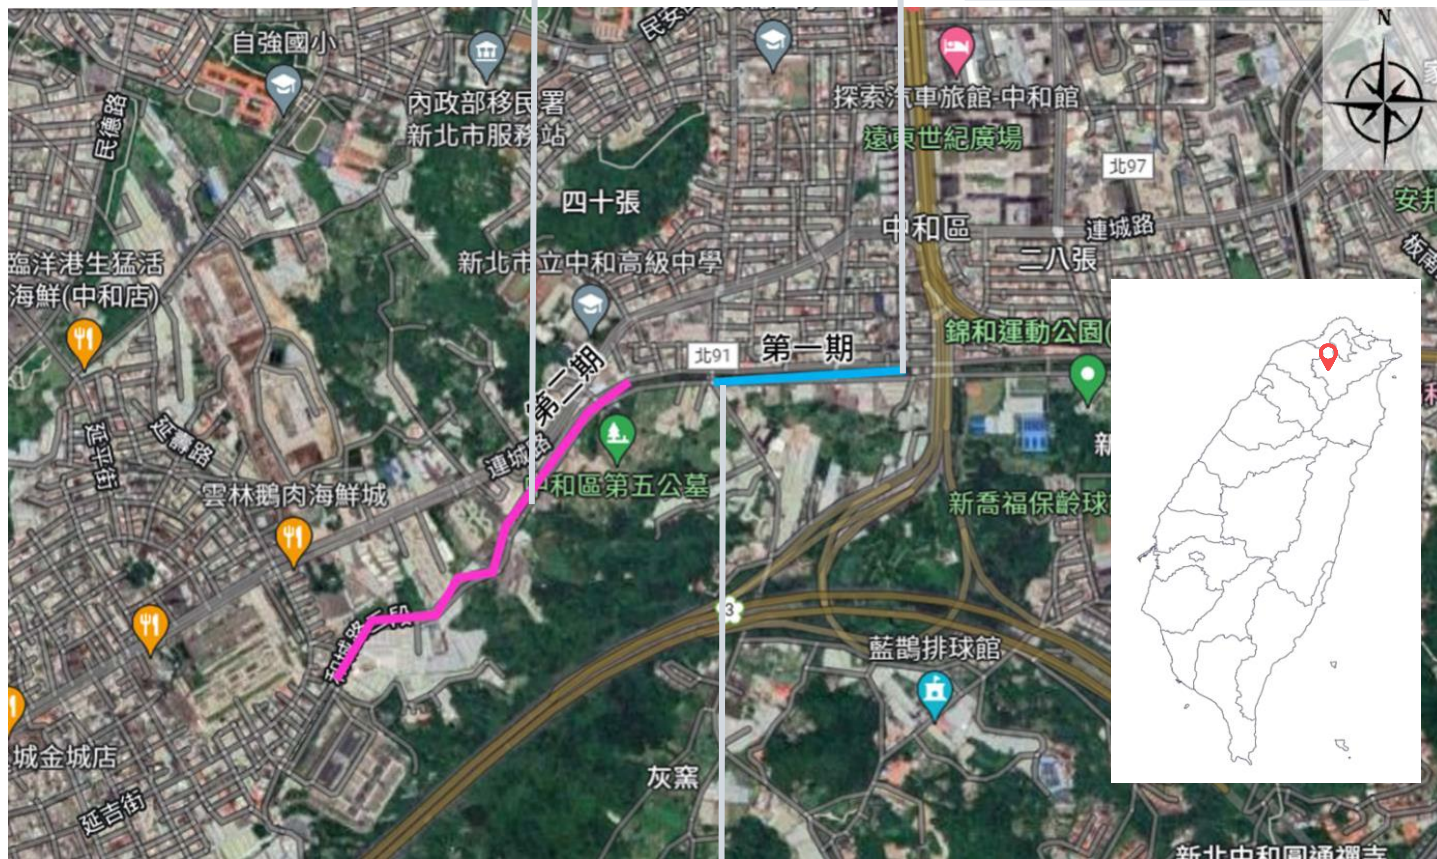 自強國小
民德路
內政部移民署
新北市服務站
四十張
探索汽車旅館-中和館
遠東世紀廣場
北97
N
中和區
連城路
二八張
新北市立中和高級中學
臨洋港生猛活
海鮮(中和店)
北91
第一期
第二期
錦和運動公園(
連城路
延壽路
延平街
中和區第五公墓
雲林鵝肉海鮮城
新喬福保齡球
3
藍鵲排球館
城金城店
延吉街
灰窯
新北中和圓通禪寺